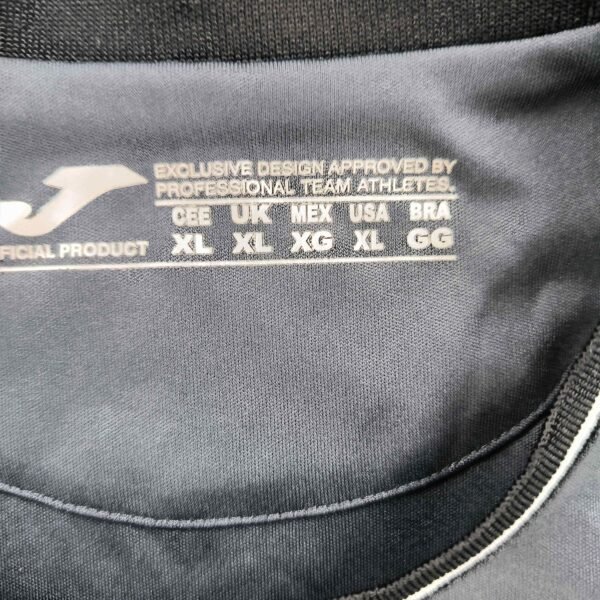 EXCLUSIVE DESIGN APPROVED BY
PROFESSIONAL TEAM ATHLETES.
CEE UK MEX USA BRA
XL XL XG XL GG
FICIAL PRODUCT